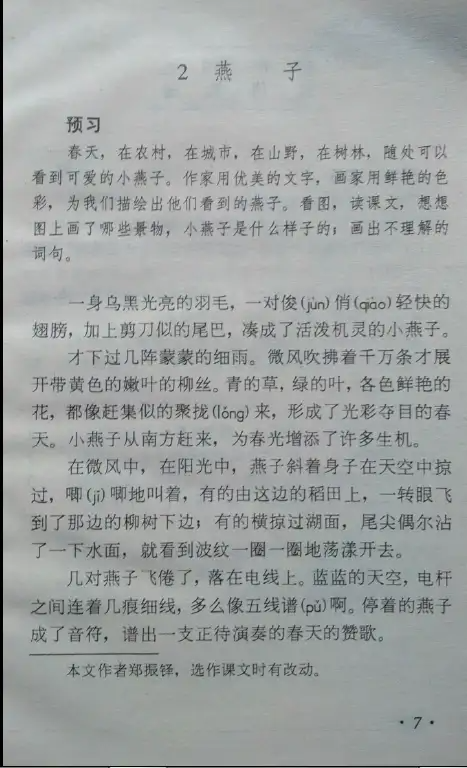 2 燕 子
预习
春天，在农村，在城市，在山野，在树林，随处可以
看到可爱的小燕子。作家用优美的文字，画家用鲜艳的色
彩，为我们描绘出他们看到的燕子。看图，读课文，想想
图上画了哪些景物，小燕子是什么样子的；画出不理解的
词句。
一身乌黑光亮的羽毛，一对俊(jùn)俏(qiào)轻快的
翅膀，加上剪刀似的尾巴，凑成了活泼机灵的小燕子。
才下过几阵蒙蒙的细雨。微风吹拂着千万条才展
开带黄色的嫩叶的柳丝。青的草，绿的叶，各色鲜艳的
花，都像赶集似的聚拢(lǒng)来，形成了光彩夺目的春
天。小燕子从南方赶来，为春光增添了许多生机。
在微风中，在阳光中，燕子斜着身子在天空中掠
过，唧(jī)唧地叫着，有的由这边的稻田上，一转眼飞
到了那边的柳树下边；有的横掠过湖面，尾尖偶尔沾
了一下水面，就看到波纹一圈一圈地荡漾开去。
几对燕子飞倦了，落在电线上。蓝蓝的天空，电杆
之间连着几痕细线，多么像五线谱(pǔ)啊。停着的燕子
成了音符，谱出一支正待演奏的春天的赞歌。
本文作者郑振铎，选作课文时有改动。
·7·